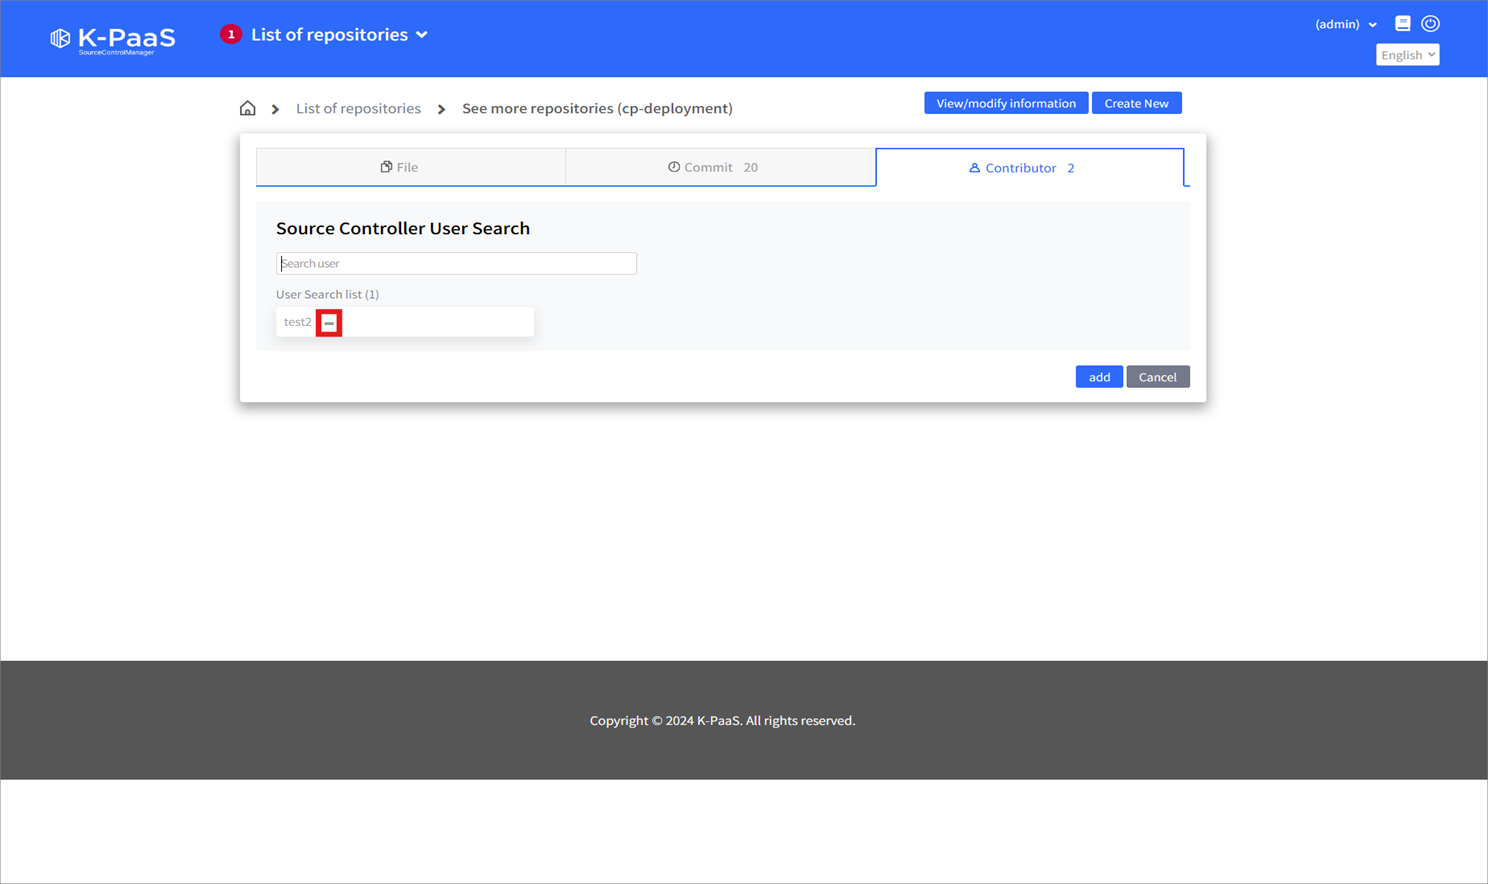 K-PaaS
SourceControlManager
1 List of repositories
(admin)
English
List of repositories
See more repositories (cp-deployment)
View/modify information
Create New
File
Commit 20
Contributor 2
Source Controller User Search
Search user
User Search list (1)
test2
add
Cancel
Copyright © 2024 K-PaaS. All rights reserved.